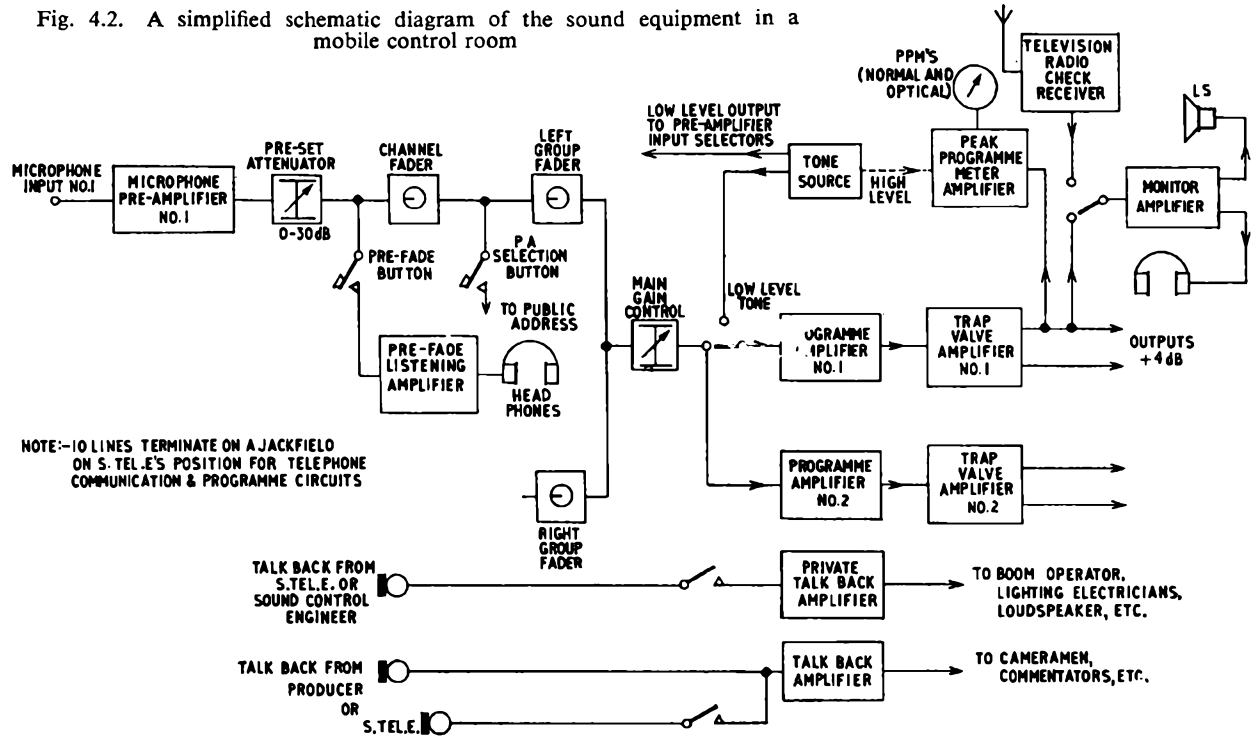 Fig. 4.2. A simplified schematic diagram of the sound equipment in a
mobile control room
MICROPHONE
INPUT NO.1
MICROPHONE
PRE-AMPLIFIER
NO.1
PRE-SET
ATTENUATOR
0-30dB
CHANNEL
FADER
LEFT
GROUP
FADER
PRE-FADE
BUTTON
P A
SELECTION
BUTTON
TO PUBLIC
ADDRESS
PRE-FADE
LISTENING
AMPLIFIER
HEAD
PHONES
MAIN
GAIN
CONTROL
LOW LEVEL OUTPUT
TO PRE-AMPLIFIER
INPUT SELECTORS
TONE
SOURCE
HIGH
LEVEL
PPM'S
(NORMAL AND
OPTICAL)
PEAK
PROGRAMME
METER
AMPLIFIER
TELEVISION
RADIO
CHECK
RECEIVER
LS
MONITOR
AMPLIFIER
LOW LEVEL
TONE
OGRAMME
MPLIFIER
NO.1
TRAP
VALVE
AMPLIFIER
NO.1
OUTPUTS
+4dB
NOTE:-10 LINES TERMINATE ON A JACKFIELD
ON S. TEL.E'S POSITION FOR TELEPHONE
COMMUNICATION & PROGRAMME CIRCUITS
PROGRAMME
AMPLIFIER
NO.2
TRAP
VALVE
AMPLIFIER
NO.2
RIGHT
GROUP
FADER
TALK BACK FROM
S.TEL.E. OR
SOUND CONTROL
ENGINEER
PRIVATE
TALK BACK
AMPLIFIER
TO BOOM OPERATOR,
LIGHTING ELECTRICIANS,
LOUDSPEAKER, ETC.
TALK BACK FROM
PRODUCER
OR
S.TEL.E.
TALK BACK
AMPLIFIER
TO CAMERAMEN,
COMMENTATORS, ETC.